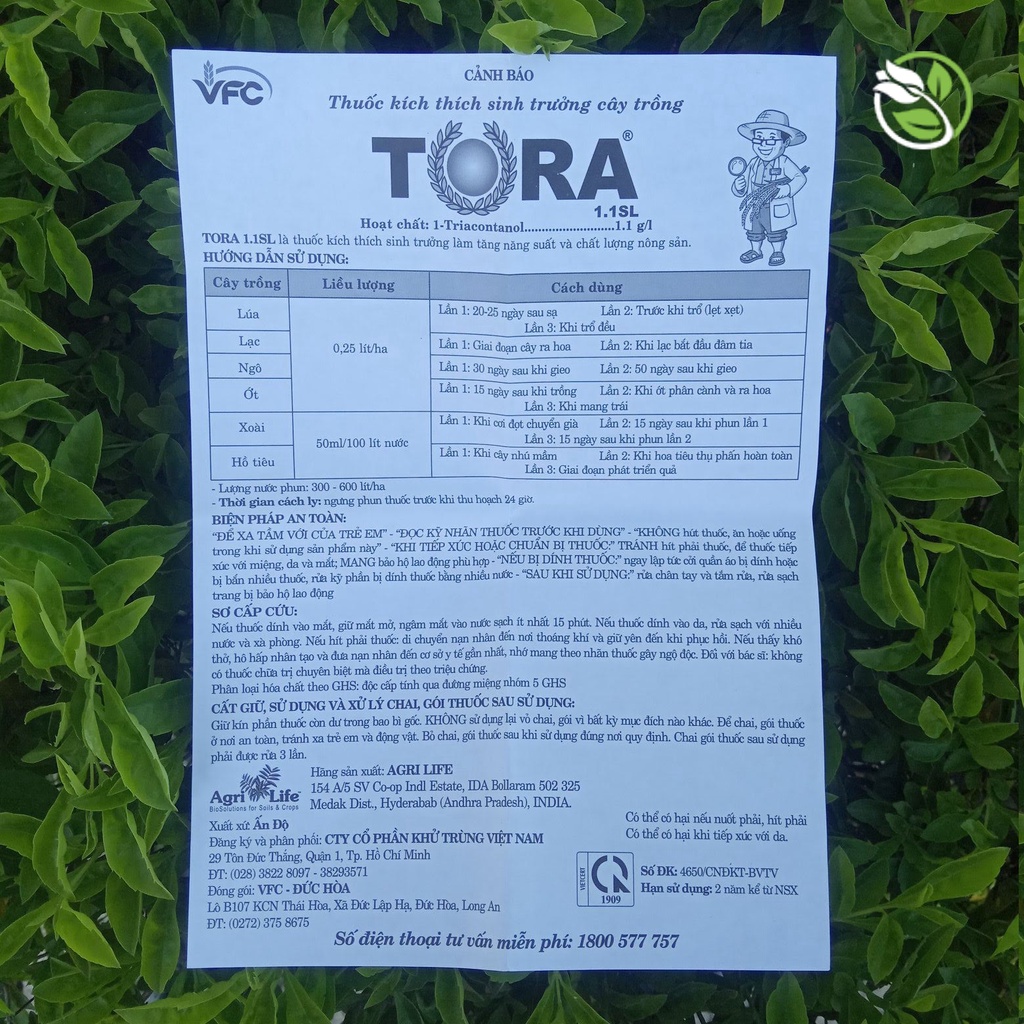 VFC
CẢNH BÁO
Thuốc kích thích sinh trưởng cây trồng
TORA®
1.1SL
Hoạt chất: 1-Triacontanol..........................1.1 g/l
TORA 1.1SL là thuốc kích thích sinh trưởng làm tăng năng suất và chất lượng nông sản.
HƯỚNG DẪN SỬ DỤNG:
Cây trồng Liều lượng Cách dùng
Lúa 0,25 lít/ha Lần 1: 20-25 ngày sau sạ Lần 2: Trước khi trổ (lẹt xẹt)
Lần 3: Khi trổ đều
Lạc Lần 1: Giai đoạn cây ra hoa Lần 2: Khi lạc bắt đầu đâm tia
Ngô Lần 1: 30 ngày sau khi gieo Lần 2: 50 ngày sau khi gieo
Ớt Lần 1: 15 ngày sau khi trồng Lần 2: Khi ớt phân cành và ra hoa
Lần 3: Khi mang trái
Xoài 50ml/100 lít nước Lần 1: Khi cơi đọt chuyển già Lần 2: 15 ngày sau khi phun lần 1
Lần 3: 15 ngày sau khi phun lần 2
Hồ tiêu Lần 1: Khi cây nhú mầm Lần 2: Khi hoa tiêu thụ phấn hoàn toàn
Lần 3: Giai đoạn phát triển quả
- Lượng nước phun: 300 - 600 lít/ha
- Thời gian cách ly: ngưng phun thuốc trước khi thu hoạch 24 giờ.
BIỆN PHÁP AN TOÀN:
“ĐỂ XA TẦM VỚI CỦA TRẺ EM” - “ĐỌC KỸ NHÃN THUỐC TRƯỚC KHI DÙNG” - “KHÔNG hút thuốc, ăn hoặc uống
trong khi sử dụng sản phẩm này” - “KHI TIẾP XÚC HOẶC CHUẨN BỊ THUỐC:” TRÁNH hít phải thuốc, để thuốc tiếp
xúc với miệng, da và mắt; MANG bảo hộ lao động phù hợp - “NẾU BỊ DÍNH THUỐC:” ngay lập tức cởi quần áo bị dính hoặc
bị bẩn nhiều thuốc, rửa kỹ phần bị dính thuốc bằng nhiều nước - “SAU KHI SỬ DỤNG:” rửa chân tay và tắm rửa, rửa sạch
trang bị bảo hộ lao động
SƠ CẤP CỨU:
Nếu thuốc dính vào mắt, giữ mắt mở, ngâm mắt vào nước sạch ít nhất 15 phút. Nếu thuốc dính vào da, rửa sạch với nhiều
nước và xà phòng. Nếu hít phải thuốc: di chuyển nạn nhân đến nơi thoáng khí và giữ yên đến khi phục hồi. Nếu thấy khó
thở, hô hấp nhân tạo và đưa nạn nhân đến cơ sở y tế gần nhất, nhớ mang theo nhãn thuốc gây ngộ độc. Đối với bác sĩ: không
có thuốc chữa trị chuyên biệt mà điều trị theo triệu chứng.
Phân loại hóa chất theo GHS: độc cấp tính qua đường miệng nhóm 5 GHS
CẤT GIỮ, SỬ DỤNG VÀ XỬ LÝ CHAI, GÓI THUỐC SAU SỬ DỤNG:
Giữ kín phần thuốc còn dư trong bao bì gốc. KHÔNG sử dụng lại vỏ chai, gói vì bất kỳ mục đích nào khác. Để chai, gói thuốc
ở nơi an toàn, tránh xa trẻ em và động vật. Bỏ chai, gói thuốc sau khi sử dụng đúng nơi quy định. Chai gói thuốc sau sử dụng
phải được rửa 3 lần.
Agri Life™
BioSolutions for Soils & Crops
Hãng sản xuất: AGRI LIFE
154 A/5 SV Co-op Indl Estate, IDA Bollaram 502 325
Medak Dist., Hyderabab (Andhra Pradesh), INDIA.
Xuất xứ: Ấn Độ
Đăng ký và phân phối: CTY CỔ PHẦN KHỬ TRÙNG VIỆT NAM
29 Tôn Đức Thắng, Quận 1, Tp. Hồ Chí Minh
ĐT: (028) 3822 8097 - 38293571
Đóng gói: VFC - ĐỨC HÒA
Lô B107 KCN Thái Hòa, Xã Đức Lập Hạ, Đức Hòa, Long An
ĐT: (0272) 375 8675
Có thể có hại nếu nuốt phải, hít phải
Có thể có hại khi tiếp xúc với da.
VIETCERT
1909
Số ĐK: 4650/CNĐKT-BVTV
Hạn sử dụng: 2 năm kể từ NSX
Số điện thoại tư vấn miễn phí: 1800 577 757